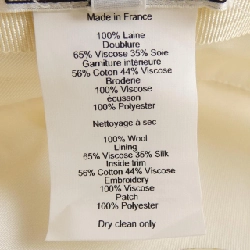 Made in France
100% Laine
Doublure
65% Viscose 35% Soie
Garniture intérieure
56% Coton 44% Viscose
Broderie
100% Viscose
écusson
100% Polyester
Nettoyage à sec
100% Wool
Lining
65% Viscose 35% Silk
Inside trim
56% Cotton 44% Viscose
Embroidery
100% Viscose
Patch
100% Polyester
Dry clean only